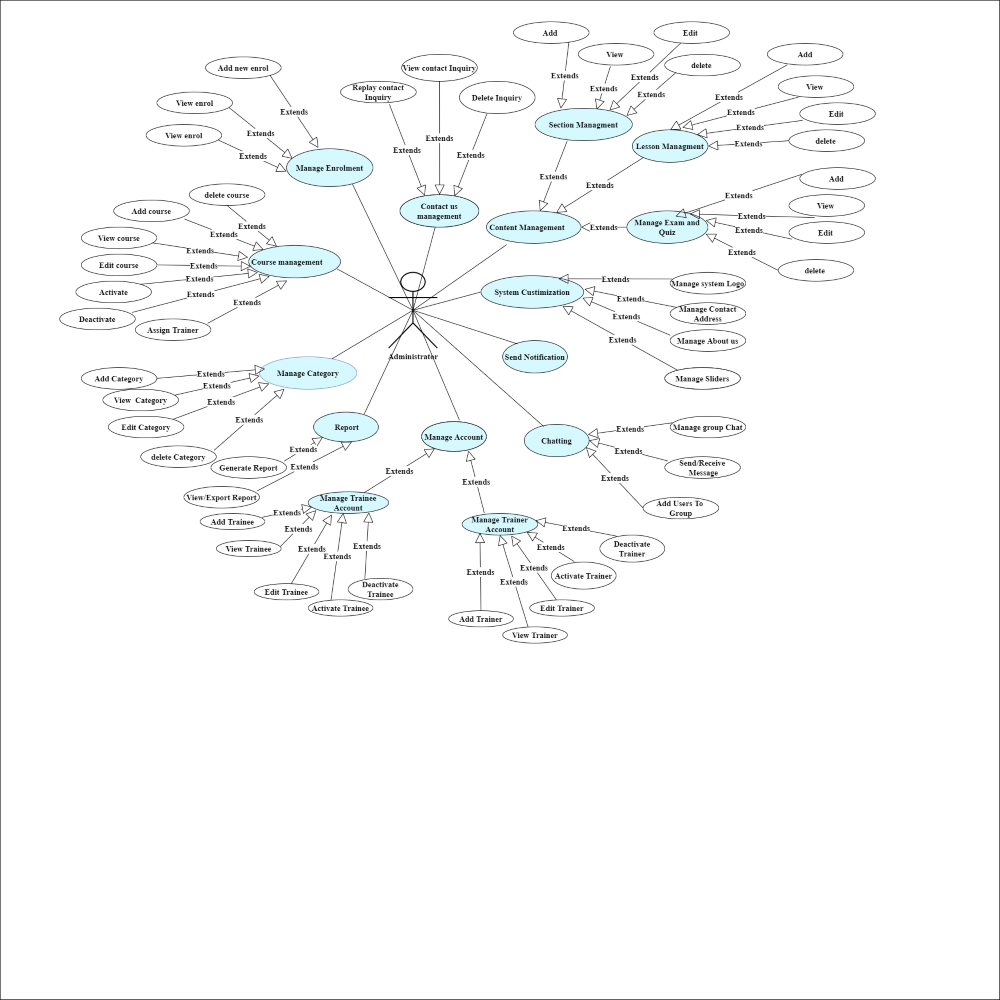 Add
Edit
View
delete
Extends
Extends
Extends
Extends
Section Managment
Add
View
Edit
delete
Extends
Extends
Extends
Extends
Lesson Managment
View contact Inquiry
Replay contact
Inquiry
Delete Inquiry
Extends
Extends
Extends
Contact us
management
Add new enrol
View enrol
View enrol
Extends
Extends
Extends
Manage Enrolment
Extends
Extends
Content Management
Extends
Manage Exam and
Quiz
Add
View
Edit
delete
Extends
Extends
Extends
Extends
delete course
Add course
View course
Edit course
Activate
Deactivate
Assign Trainer
Extends
Extends
Extends
Extends
Extends
Extends
Extends
Course management
System Custimization
Extends
Extends
Extends
Extends
Manage system Logo
Manage Contact
Address
Manage About us
Manage Sliders
Administrator
Send Notification
Add Category
View  Category
Edit Category
delete Category
Extends
Extends
Extends
Extends
Manage Category
Report
Generate Report
View/Export Report
Extends
Extends
Manage Account
Extends
Extends
Chatting
Extends
Extends
Extends
Manage group Chat
Send/Receive
Message
Add Users To
Group
Manage Trainee
Account
Add Trainee
View Trainee
Edit Trainee
Activate Trainee
Deactivate
Trainee
Extends
Extends
Extends
Extends
Extends
Manage Trainer
Account
Extends
Extends
Extends
Extends
Extends
Deactivate
Trainer
Activate Trainer
Edit Trainer
Add Trainer
View Trainer